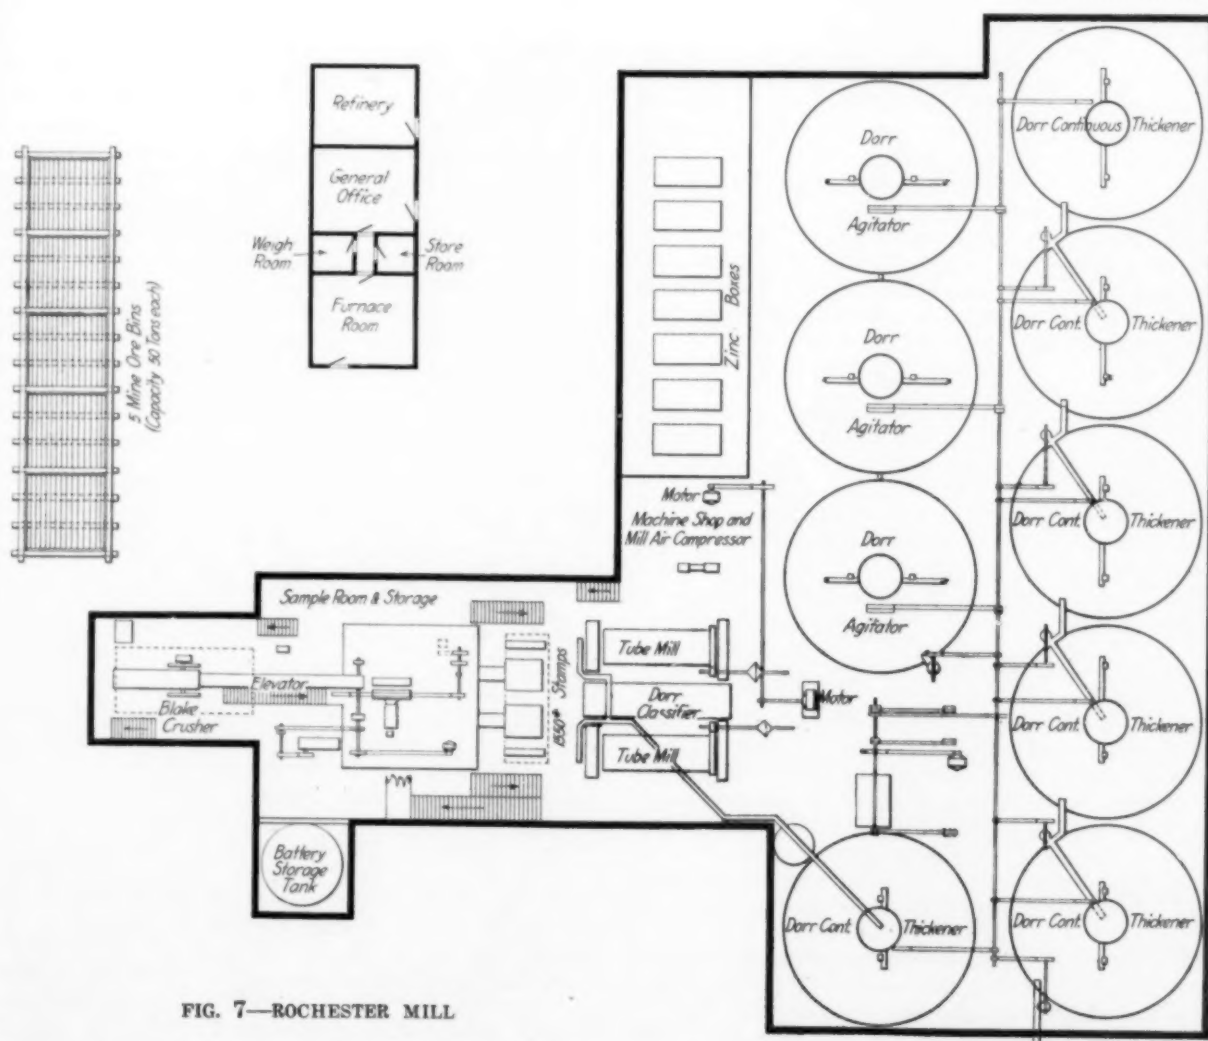 Refinery
General
Office
Weigh
Room
Store
Room
Furnace
Room
5 Mine Ore Bins
(Capacity 50 Tons each)
Zinc Boxes
Dorr
Agitator
Dorr
Agitator
Dorr
Agitator
Dorr Continuous Thickener
Dorr Cont. Thickener
Dorr Cont. Thickener
Dorr Cont. Thickener
Dorr Cont. Thickener
Motor
Machine Shop and
Mill Air Compressor
Sample Room & Storage
Elevator
Blake
Crusher
1550# Stamps
Tube Mill
Dorr
Classifier
Tube Mill
Motor
Battery
Storage
Tank
Dorr Cont. Thickener
FIG. 7—ROCHESTER MILL